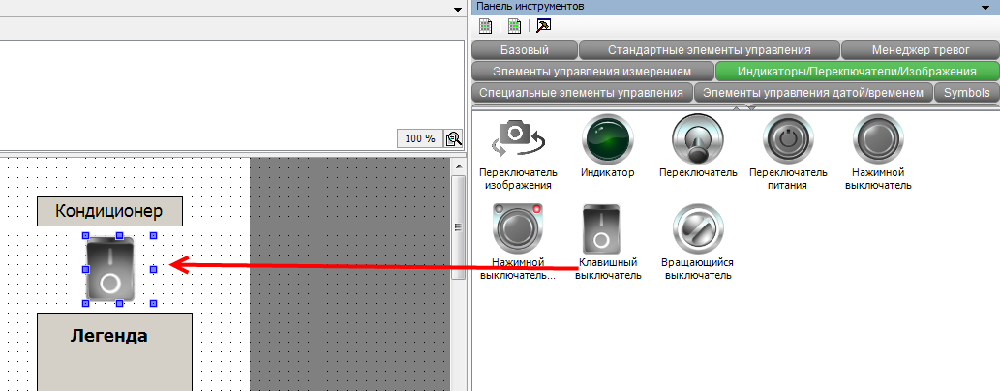 Панель инструментов
Базовый
Стандартные элементы управления
Менеджер тревог
Элементы управления измерением
Индикаторы/Переключатели/Изображения
Специальные элементы управления
Элементы управления датой/временем
Symbols
100 %
Переключатель
изображения
Индикатор
Переключатель
Переключатель
питания
Нажимной
выключатель
Нажимной
выключатель...
Клавишный
выключатель
Вращающийся
выключатель
Кондиционер
Легенда